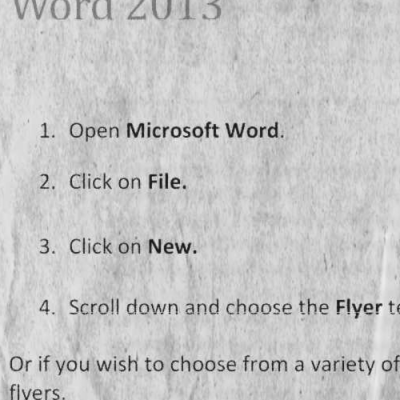 Word 2013
1. Open Microsoft Word.
2. Click on File.
3. Click on New.
4. Scroll down and choose the Flyer
Or if you wish to choose from a variety of
flyers.